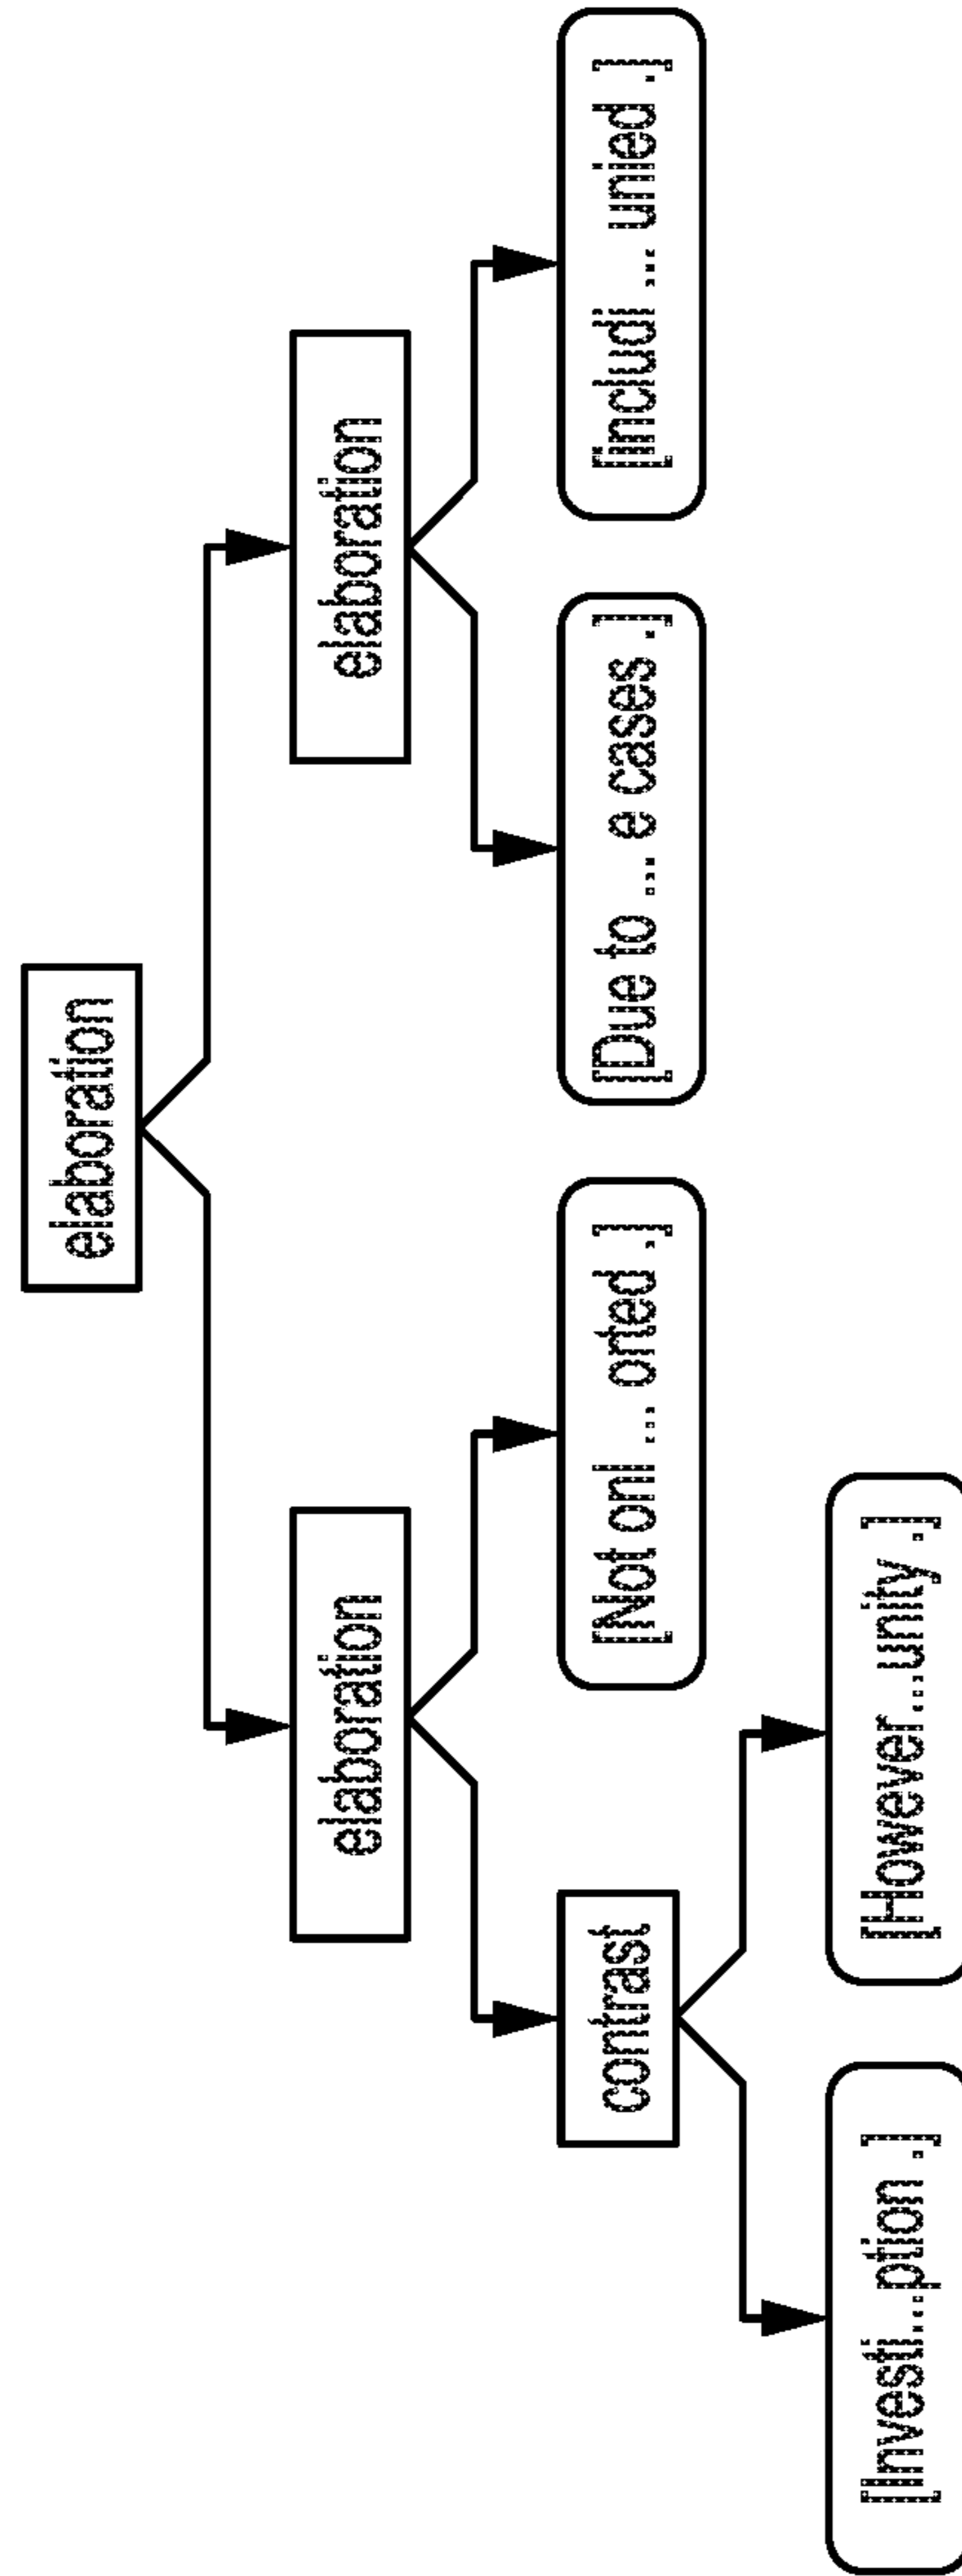 elaboration
elaboration
elaboration
contrast
[Not onl ... orted .]
[Due to ... e cases .]
[includi ... unied .]
[Investi...ption .]
[However...unity .]